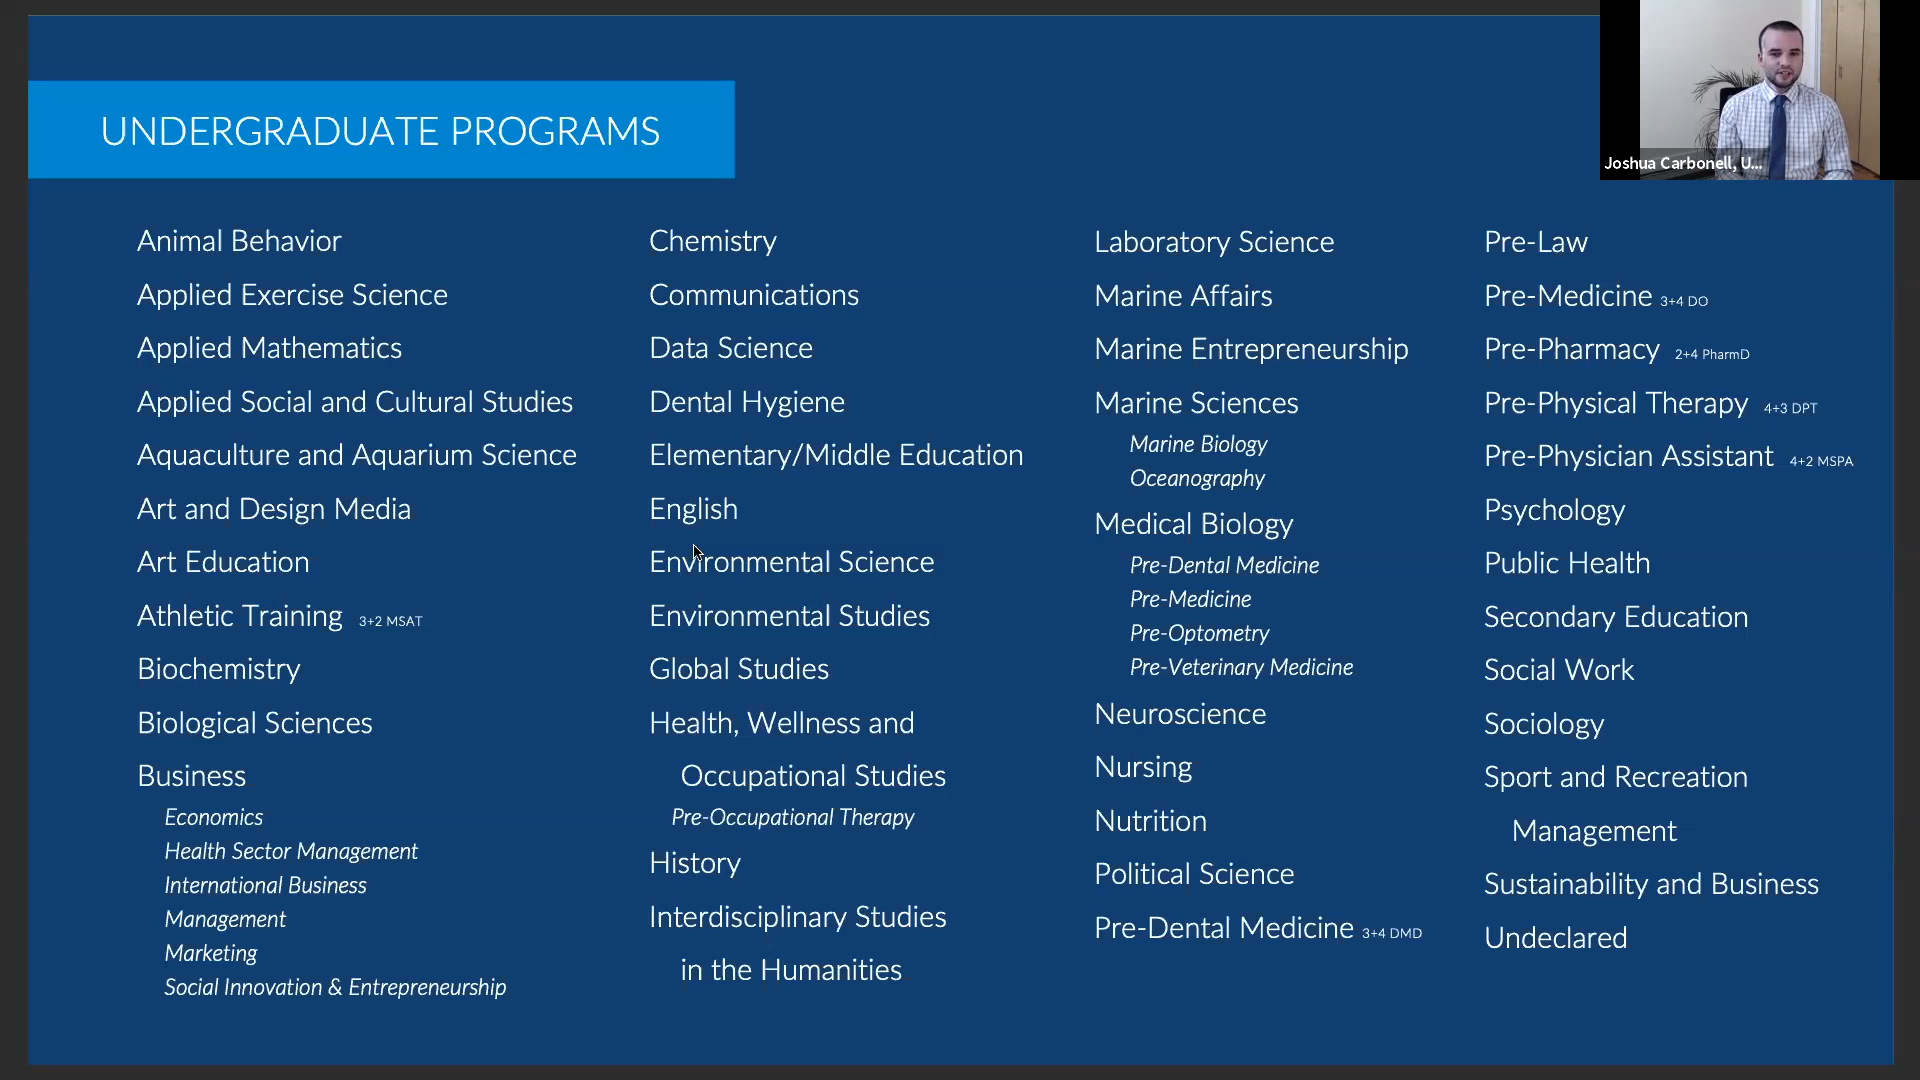 UNDERGRADUATE PROGRAMS
Joshua Carbonell, U...
Animal Behavior
Applied Exercise Science
Applied Mathematics
Applied Social and Cultural Studies
Aquaculture and Aquarium Science
Art and Design Media
Art Education
Athletic Training 3+2 MSAT
Biochemistry
Biological Sciences
Business
Economics
Health Sector Management
International Business
Management
Marketing
Social Innovation & Entrepreneurship
Chemistry
Communications
Data Science
Dental Hygiene
Elementary/Middle Education
English
Environmental Science
Environmental Studies
Global Studies
Health, Wellness and
Occupational Studies
Pre-Occupational Therapy
History
Interdisciplinary Studies
in the Humanities
Laboratory Science
Marine Affairs
Marine Entrepreneurship
Marine Sciences
Marine Biology
Oceanography
Medical Biology
Pre-Dental Medicine
Pre-Medicine
Pre-Optometry
Pre-Veterinary Medicine
Neuroscience
Nursing
Nutrition
Political Science
Pre-Dental Medicine 3+4 DMD
Pre-Law
Pre-Medicine 3+4 DO
Pre-Pharmacy 2+4 PharmD
Pre-Physical Therapy 4+3 DPT
Pre-Physician Assistant 4+2 MSPA
Psychology
Public Health
Secondary Education
Social Work
Sociology
Sport and Recreation
Management
Sustainability and Business
Undeclared